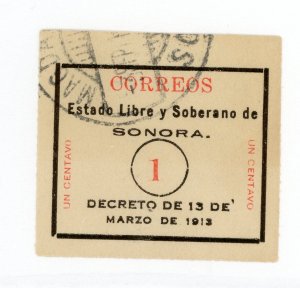 CORREOS
Estado Libre y Soberano de
SONORA.
UN CENTAVO
1
UN CENTAVO
DECRETO DE 13 DE
MARZO DE 1913